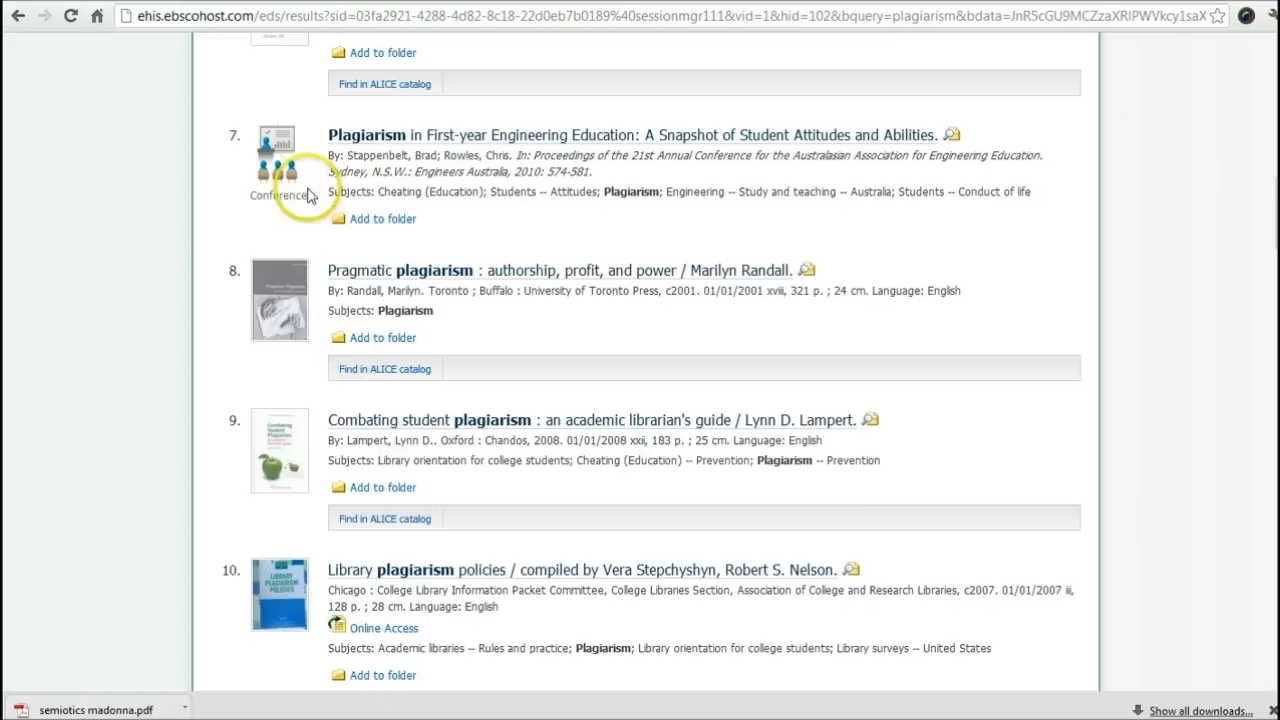 ehis.ebscohost.com/eds/results?sid=03fa2921-4288-4d82-8c18-22d0eb7b0189%40sessionmgr111&vid=1&hid=102&bquery=plagiarism&bdata=JnR5cGU9MCZzaXRlPWVkcy1saX
Add to folder
Find in ALICE catalog
7. Plagiarism in First-year Engineering Education: A Snapshot of Student Attitudes and Abilities.
By: Stappenbelt, Brad; Rowles, Chris. In: Proceedings of the 21st Annual Conference for the Australasian Association for Engineering Education.
Sydney, N.S.W.: Engineers Australia, 2010: 574-581.
Conference
Subjects: Cheating (Education); Students -- Attitudes; Plagiarism; Engineering -- Study and teaching -- Australia; Students -- Conduct of life
Add to folder
8. Pragmatic plagiarism : authorship, profit, and power / Marilyn Randall.
By: Randall, Marilyn. Toronto ; Buffalo : University of Toronto Press, c2001. 01/01/2001 xviii, 321 p. ; 24 cm. Language: English
Subjects: Plagiarism
Add to folder
Find in ALICE catalog
9. Combating student plagiarism : an academic librarian's guide / Lynn D. Lampert.
By: Lampert, Lynn D.. Oxford : Chandos, 2008. 01/01/2008 xxii, 183 p. ; 25 cm. Language: English
Combating
Student
Plagiarism
Subjects: Library orientation for college students; Cheating (Education) -- Prevention; Plagiarism -- Prevention
Add to folder
Find in ALICE catalog
10. Library plagiarism policies / compiled by Vera Stepchyshyn, Robert S. Nelson.
LIBRARY
PLAGIARISM
POLICIES
Chicago : College Library Information Packet Committee, College Libraries Section, Association of College and Research Libraries, c2007. 01/01/2007 iii,
128 p. ; 28 cm. Language: English
Online Access
Subjects: Academic libraries -- Rules and practice; Plagiarism; Library orientation for college students; Library surveys -- United States
Add to folder
semiotics madonna.pdf
Show all downloads...